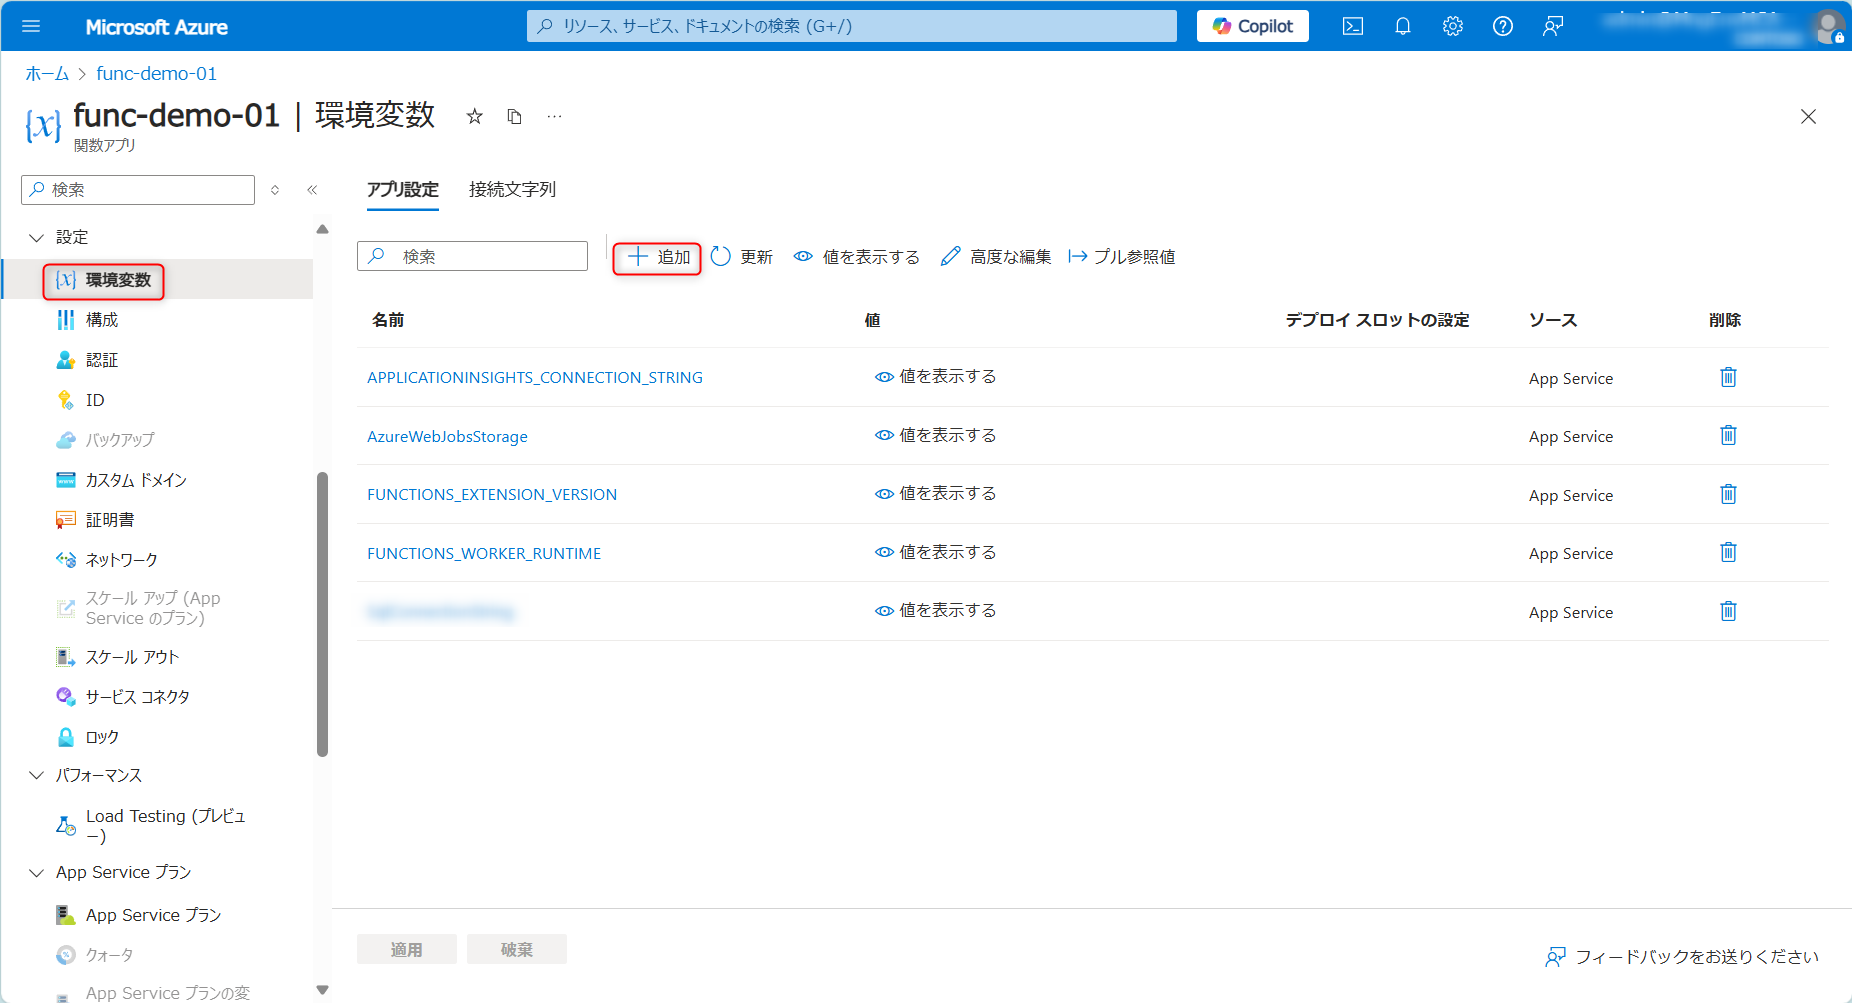 Microsoft Azure
リソース、サービス、ドキュメントの検索 (G+/)
Copilot
ホーム > func-demo-01
func-demo-01 | 環境変数
関数アプリ
検索
設定
環境変数
構成
認証
ID
バックアップ
カスタム ドメイン
証明書
ネットワーク
スケール アップ (App
Service のプラン)
スケール アウト
サービス コネクタ
ロック
パフォーマンス
Load Testing (プレビュ
ー)
App Service プラン
App Service プラン
クォータ
App Service プランの変
アプリ設定 接続文字列
検索 追加 更新 値を表示する 高度な編集 プル参照値
名前 値 デプロイ スロットの設定 ソース 削除
APPLICATIONINSIGHTS_CONNECTION_STRING 値を表示する App Service
AzureWebJobsStorage 値を表示する App Service
FUNCTIONS_EXTENSION_VERSION 値を表示する App Service
FUNCTIONS_WORKER_RUNTIME 値を表示する App Service
値を表示する App Service
適用 破棄
フィードバックをお送りください